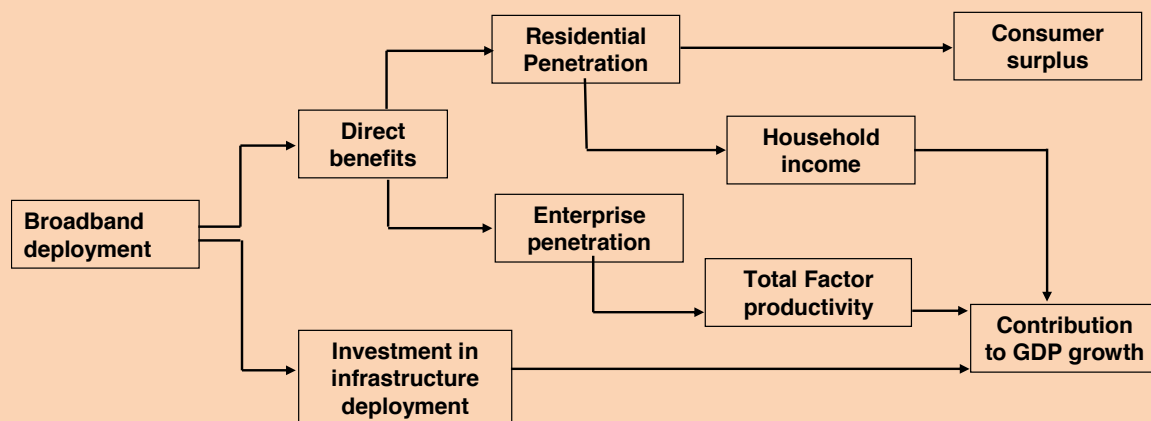 Residential
Penetration
Consumer
surplus
Direct
benefits
Household
income
Broadband
deployment
Enterprise
penetration
Total Factor
productivity
Contribution
to GDP growth
Investment in
infrastructure
deployment